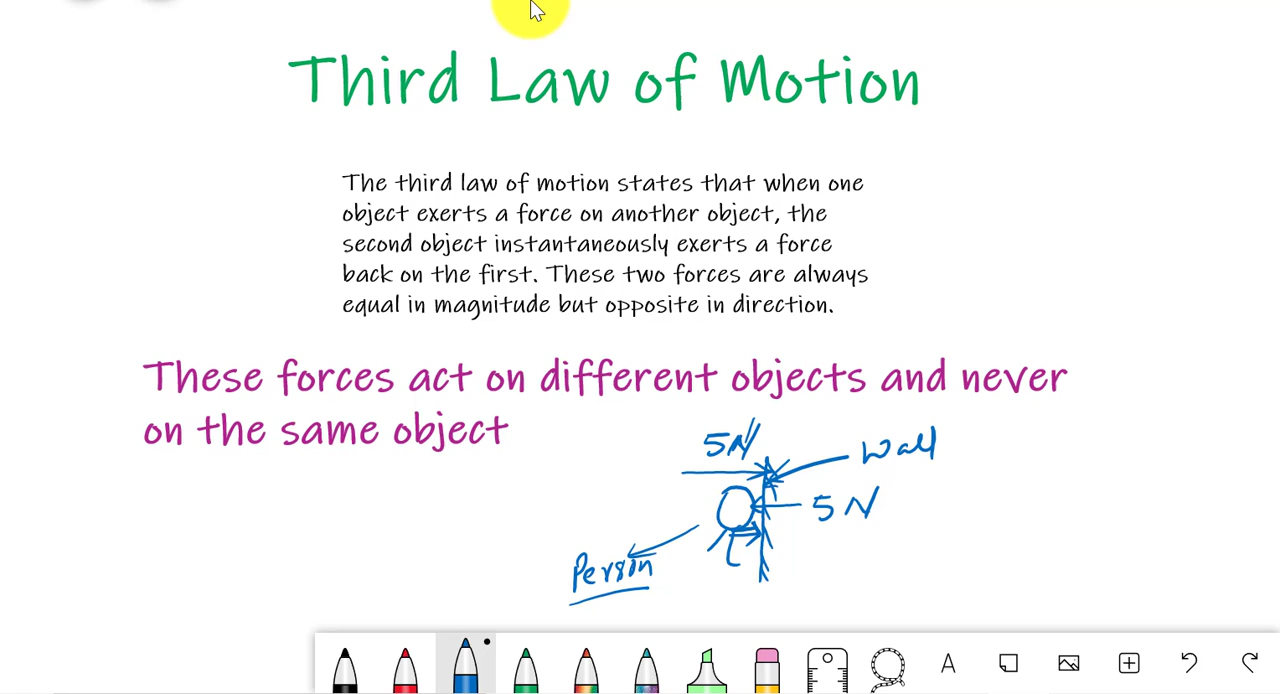 Third Law of Motion
The third law of motion states that when one
object exerts a force on another object, the
second object instantaneously exerts a force
back on the first. These two forces are always
equal in magnitude but opposite in direction.
These forces act on different objects and never
on the same object
5N
Wall
5N
Person
A